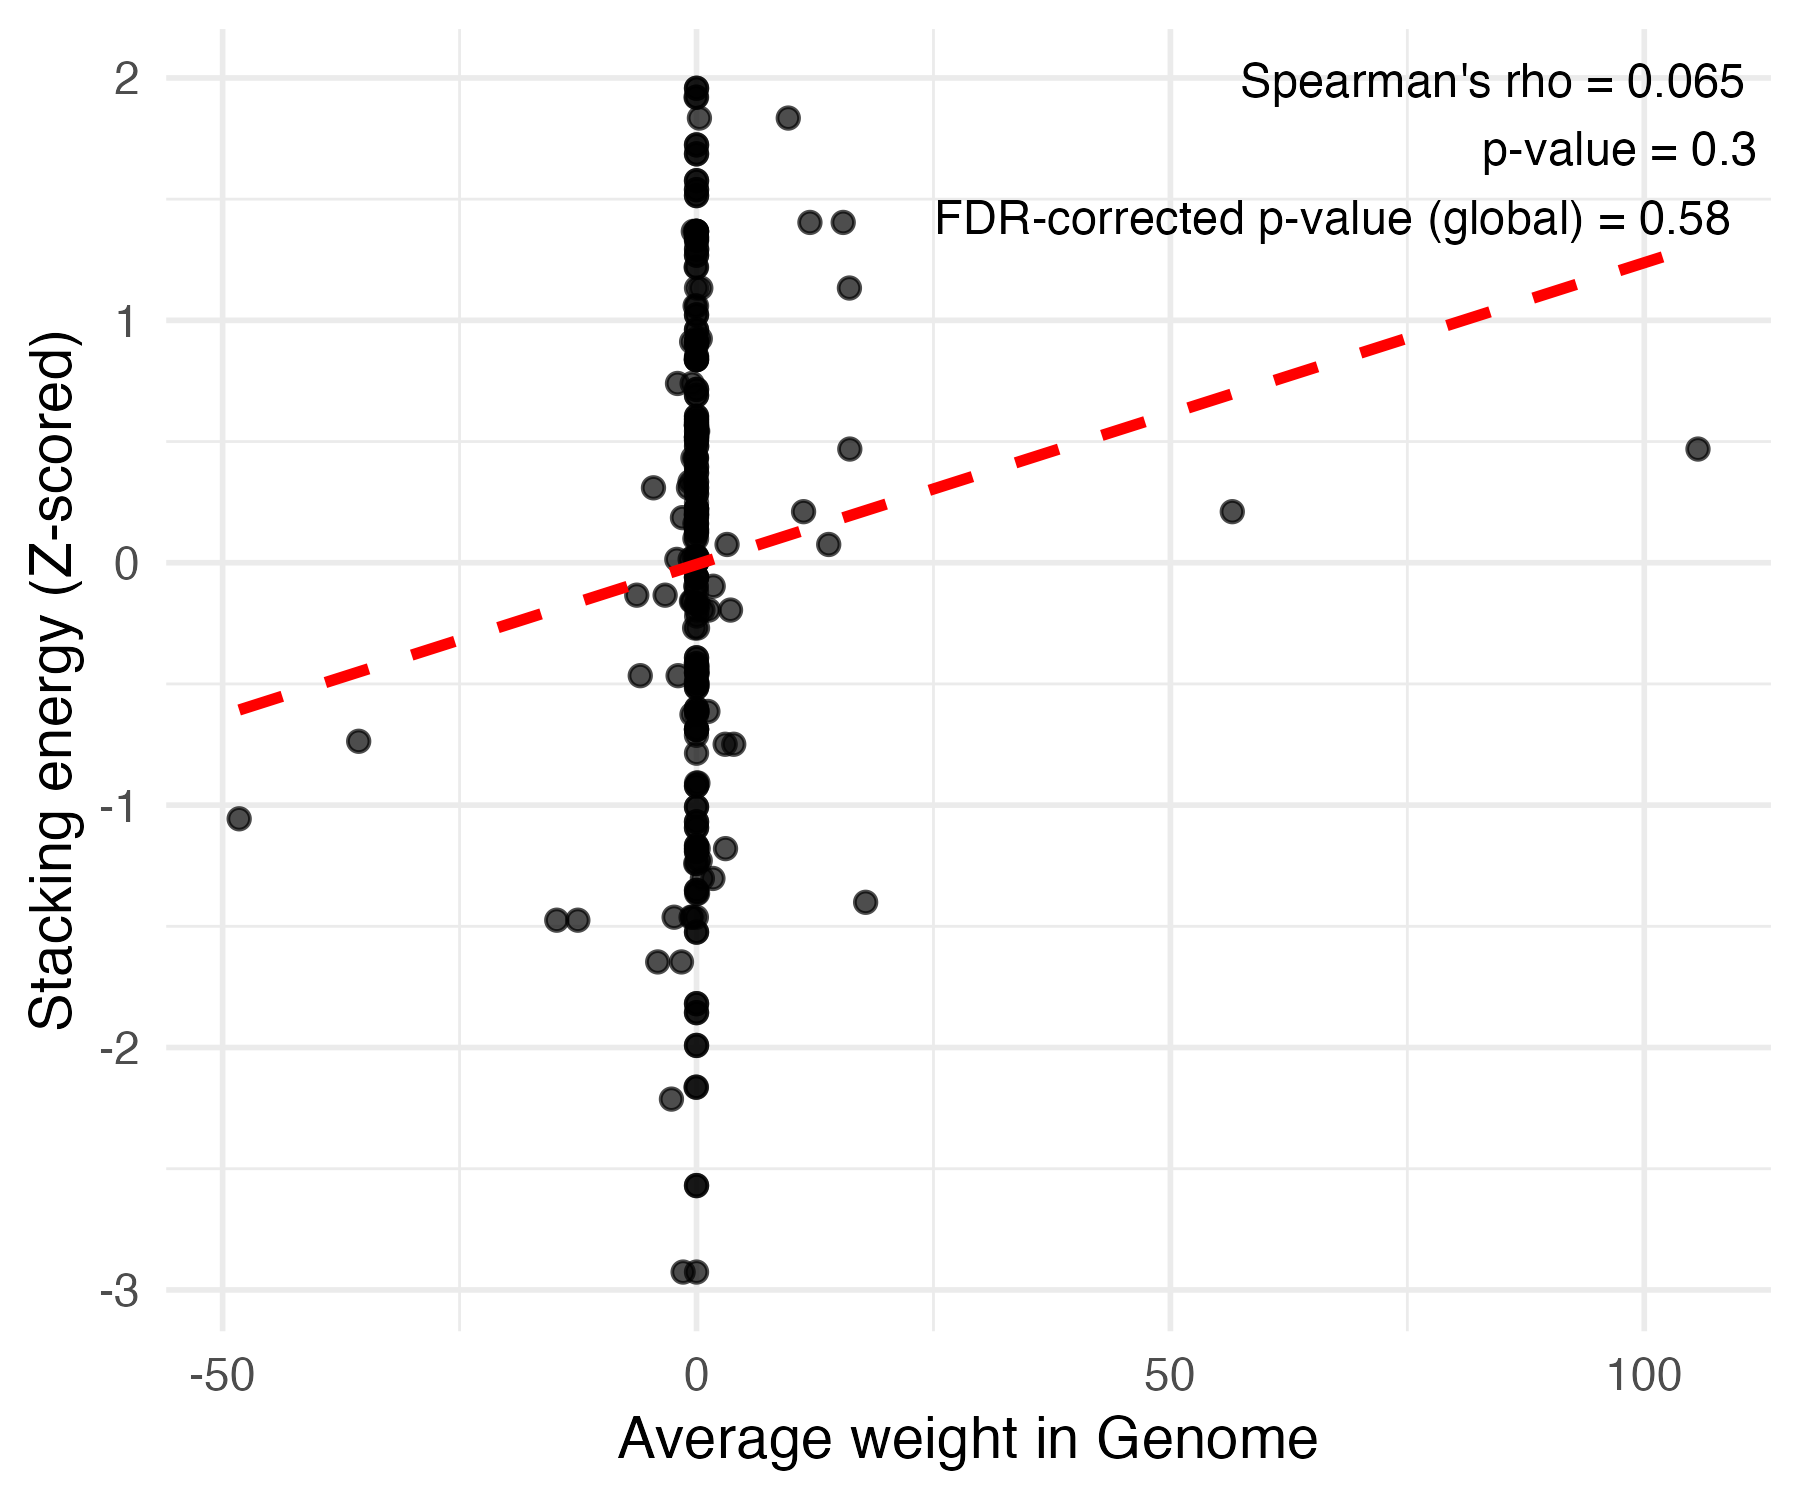 Spearman's rho = 0.065
p-value = 0.3
FDR-corrected p-value (global) = 0.58
2
1
0
-1
-2
-3
Stacking energy (Z-scored)
-50 0 50 100
Average weight in Genome